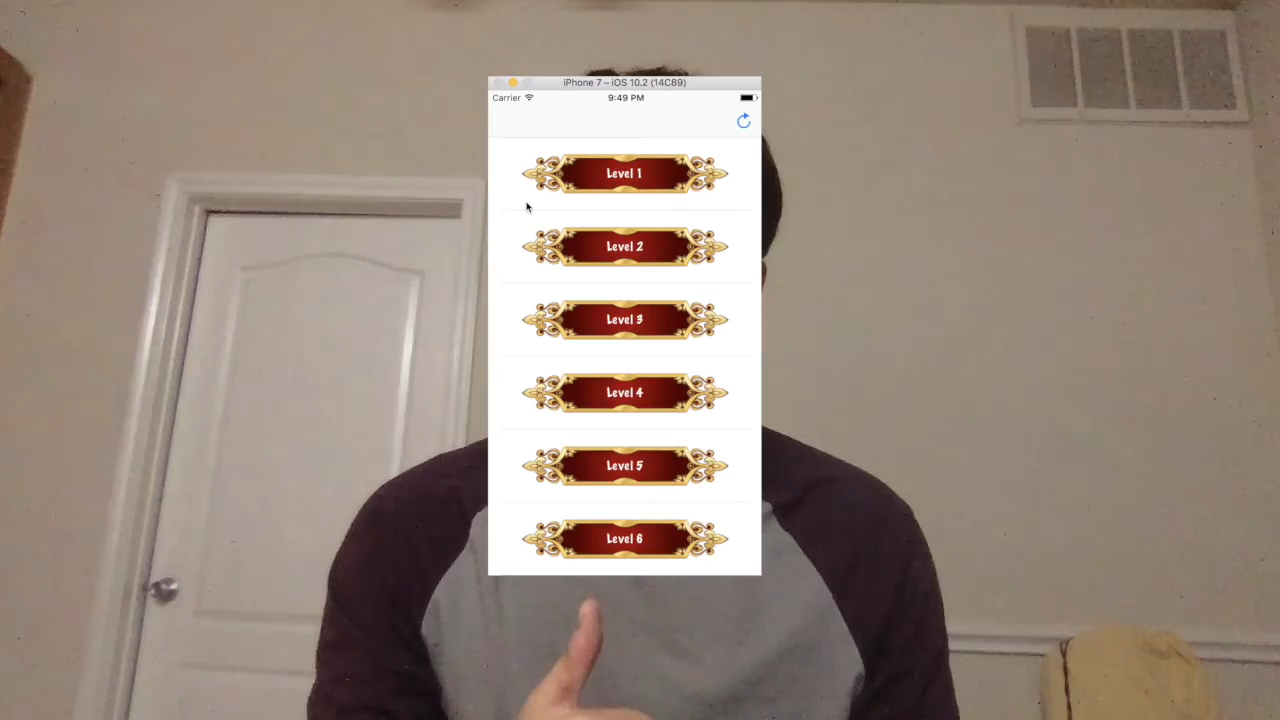 iPhone 7 – iOS 10.2 (14C89)
Carrier 9:49 PM
Level 1
Level 2
Level 3
Level 4
Level 5
Level 6